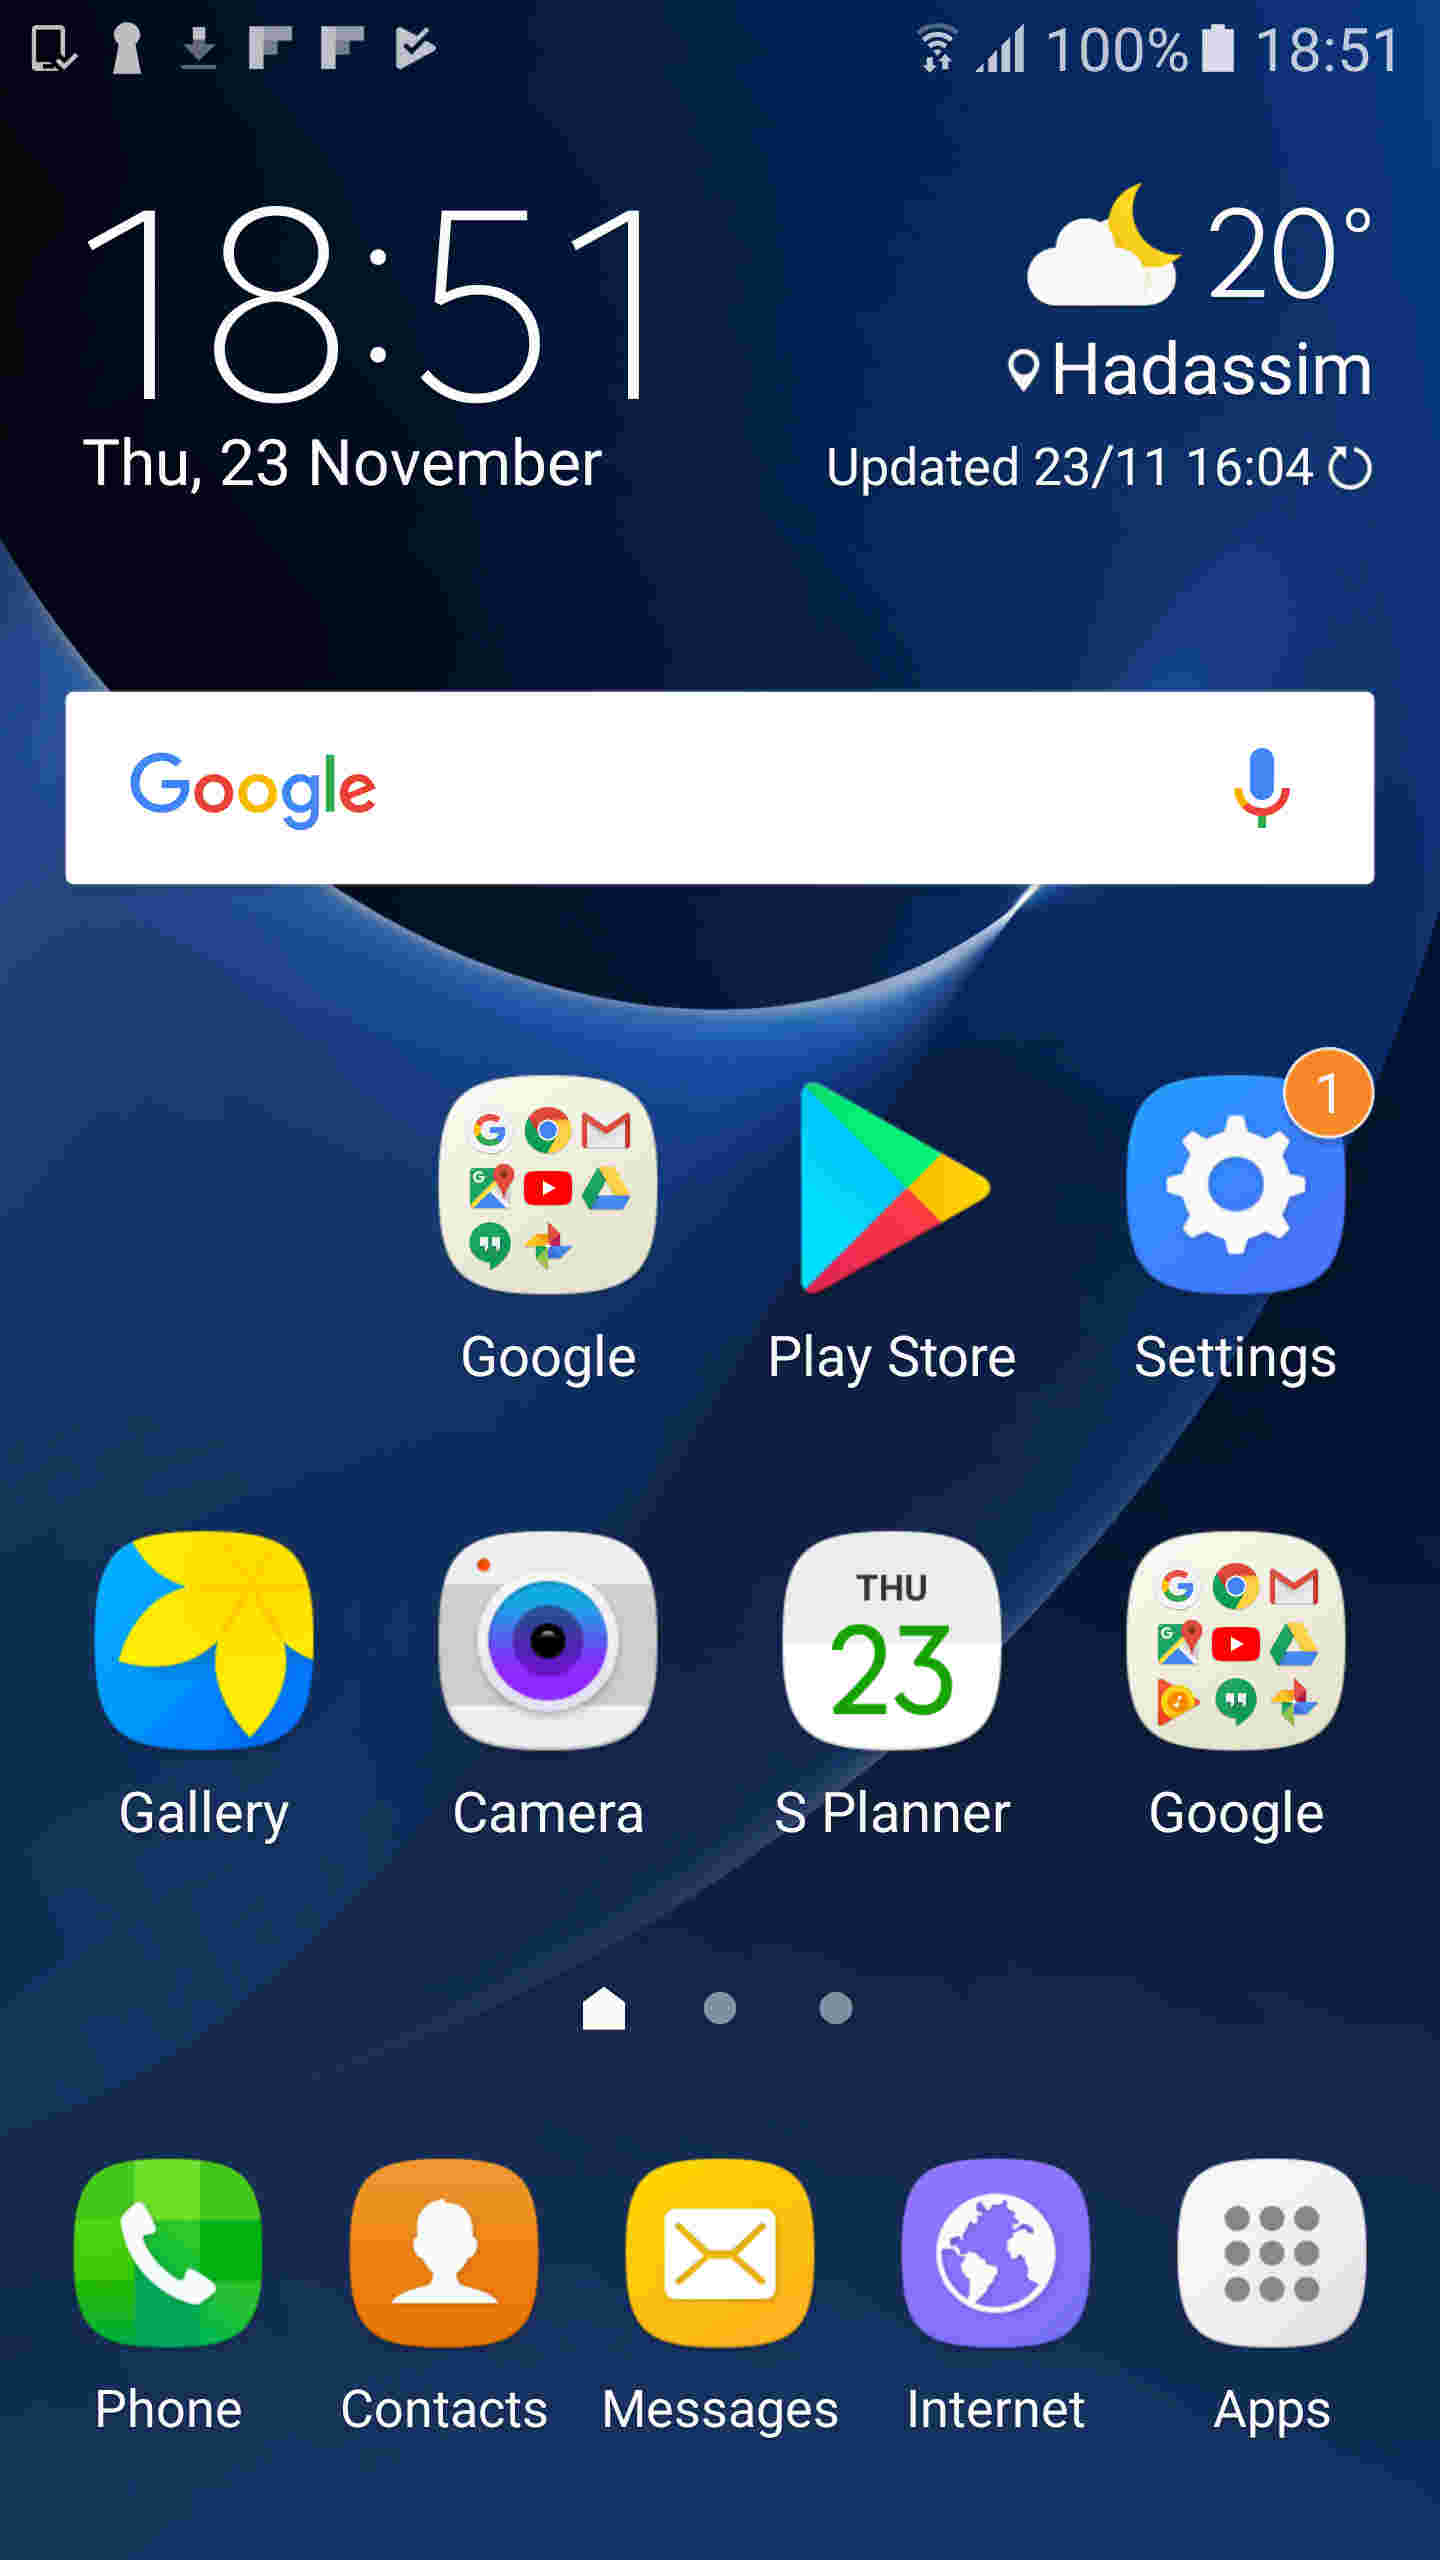 100% 18:51
18:51
20°
Hadassim
Thu, 23 November
Updated 23/11 16:04
Google
1
Google Play Store Settings
THU
23
Gallery Camera S Planner Google
Phone Contacts Messages Internet Apps